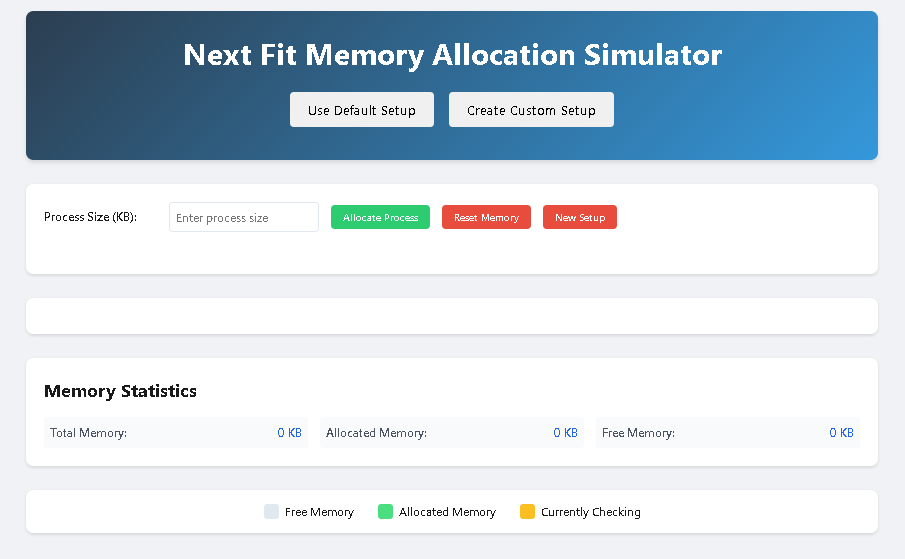 Next Fit Memory Allocation Simulator
Use Default Setup Create Custom Setup
Process Size (KB): Enter process size Allocate Process Reset Memory New Setup
Memory Statistics
Total Memory: 0 KB Allocated Memory: 0 KB Free Memory: 0 KB
Free Memory Allocated Memory Currently Checking